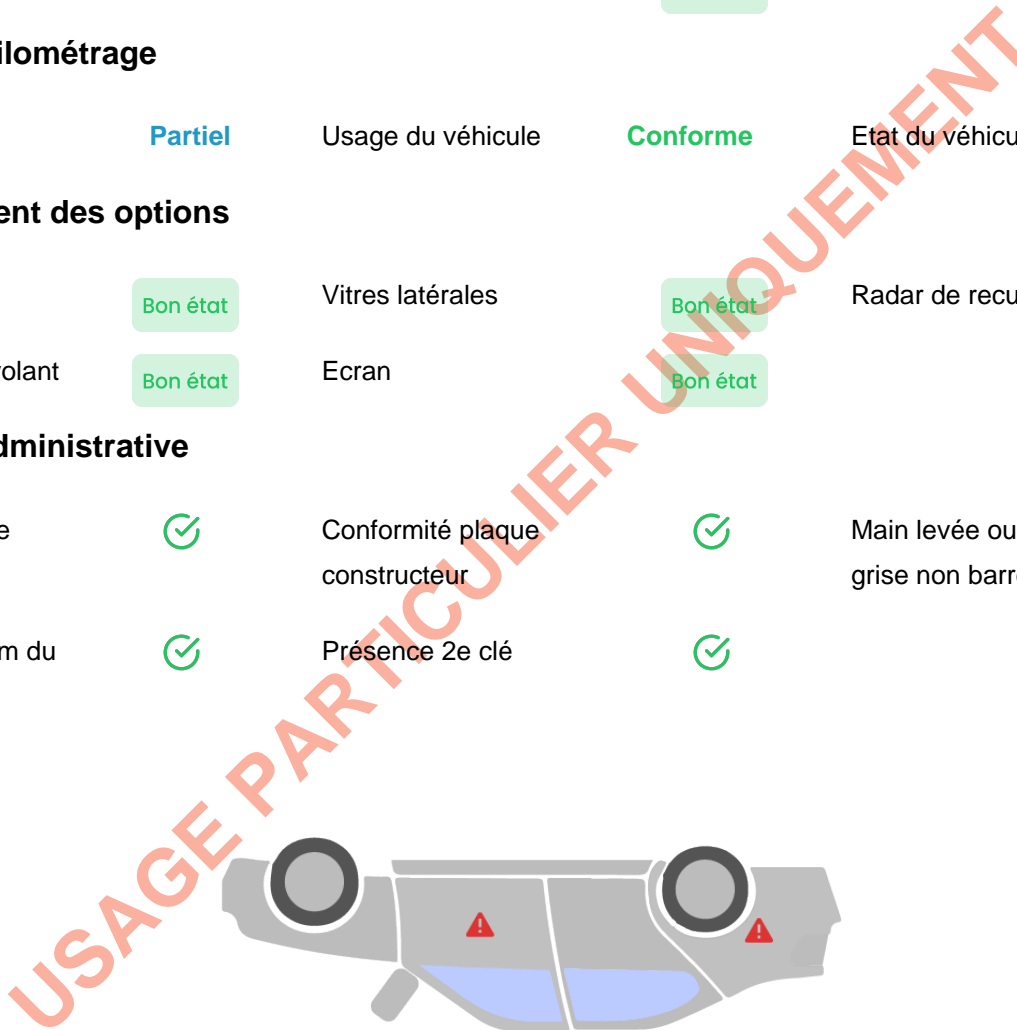 ilométrage
Partiel Usage du véhicule Conforme Etat du véhicu
ent des options
Bon état Vitres latérales Bon état Radar de recu
olant Bon état Ecran Bon état
dministrative
e Conformité plaque Main levée ou
constructeur grise non barr
m du Présence 2e clé
USAGE PARTICULIER UNIQUEMENT